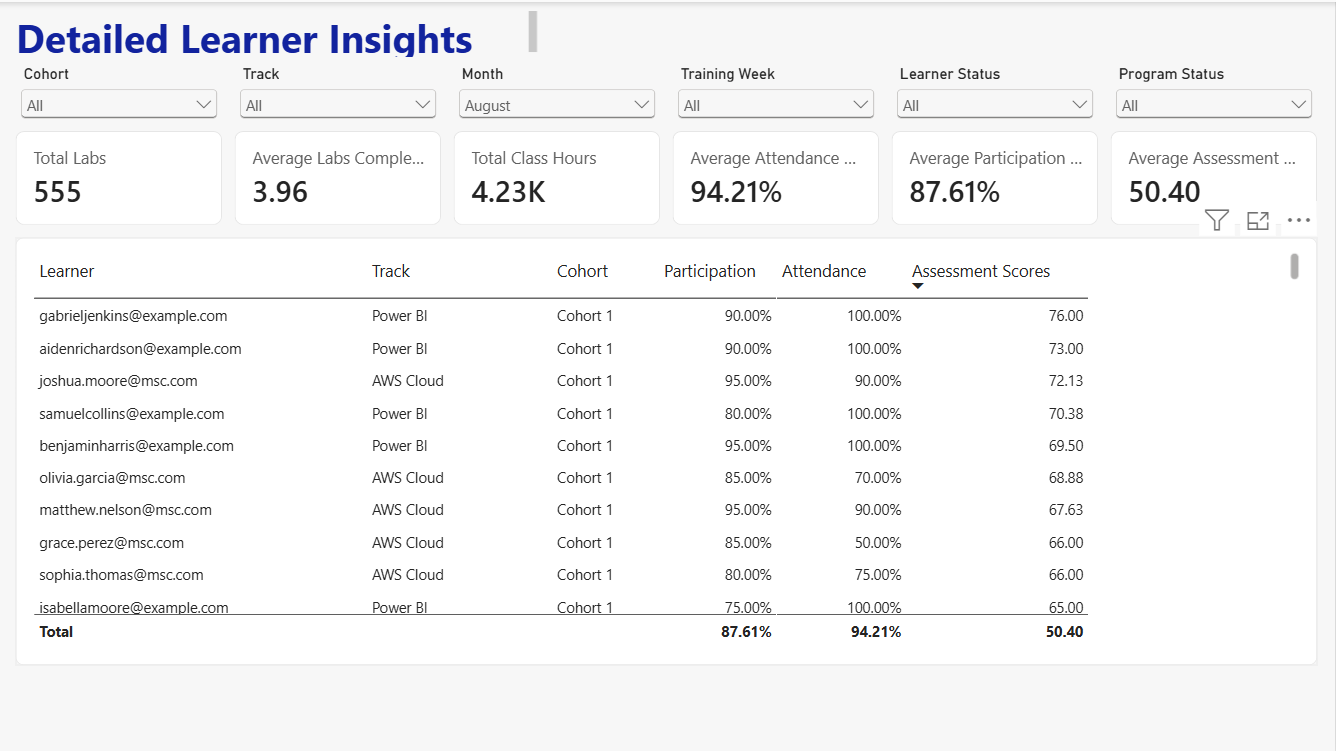 Detailed Learner Insights
Cohort Track Month Training Week Learner Status Program Status
All All August All All All
Total Labs Average Labs Comple... Total Class Hours Average Attendance ... Average Participation ... Average Assessment ...
555 3.96 4.23K 94.21% 87.61% 50.40
Learner Track Cohort Participation Attendance Assessment Scores
gabrieljenkins@example.com Power BI Cohort 1 90.00% 100.00% 76.00
aidenrichardson@example.com Power BI Cohort 1 90.00% 100.00% 73.00
joshua.moore@msc.com AWS Cloud Cohort 1 95.00% 90.00% 72.13
samuelcollins@example.com Power BI Cohort 1 80.00% 100.00% 70.38
benjaminharris@example.com Power BI Cohort 1 95.00% 100.00% 69.50
olivia.garcia@msc.com AWS Cloud Cohort 1 85.00% 70.00% 68.88
matthew.nelson@msc.com AWS Cloud Cohort 1 95.00% 90.00% 67.63
grace.perez@msc.com AWS Cloud Cohort 1 85.00% 50.00% 66.00
sophia.thomas@msc.com AWS Cloud Cohort 1 80.00% 75.00% 66.00
isabellamoore@example.com Power BI Cohort 1 75.00% 100.00% 65.00
Total 87.61% 94.21% 50.40